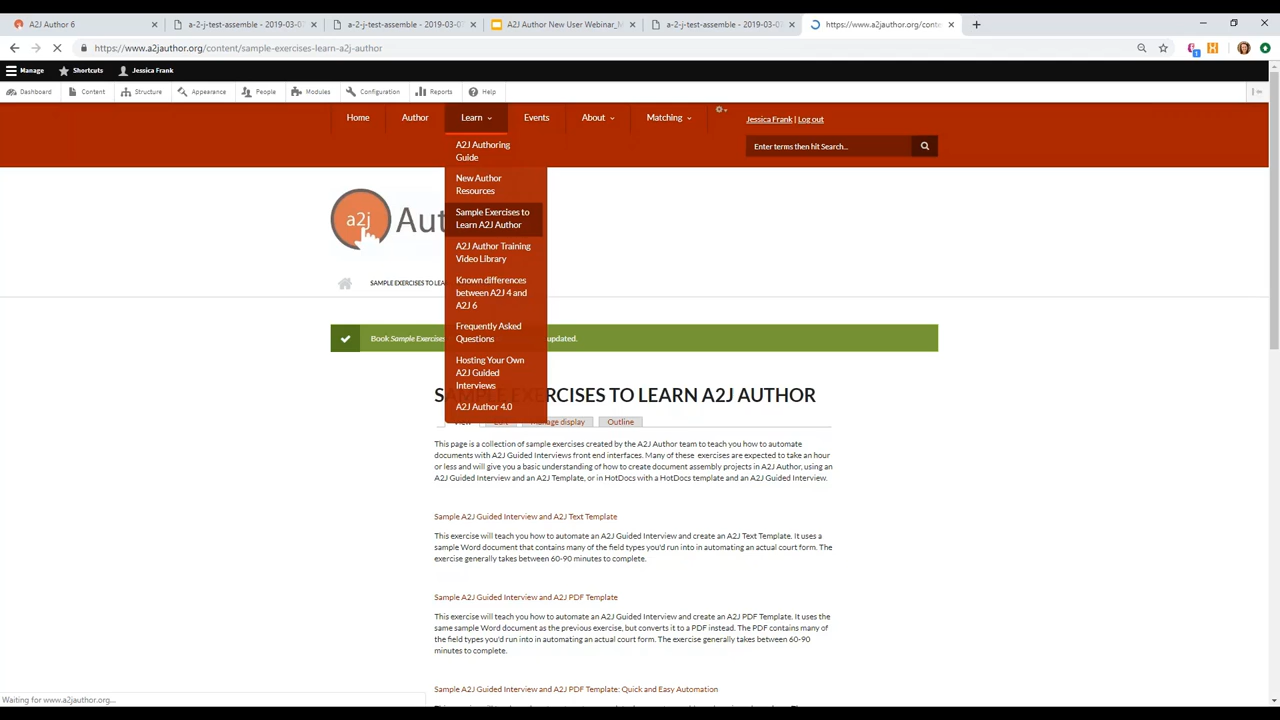 A2J Author 6
a-2-j-test-assemble - 2019-03-0
a-2-j-test-assemble - 2019-03-0
A2J Author New User Webinar_M
a-2-j-test-assemble - 2019-03-0
https://www.a2jauthor.org/conte
https://www.a2jauthor.org/content/sample-exercises-learn-a2j-author
Manage
Shortcuts
Jessica Frank
Dashboard
Content
Structure
Appearance
People
Modules
Configuration
Reports
Help
Home
Author
Learn
Events
About
Matching
Jessica Frank | Log out
Enter terms then hit Search...
A2J Authoring
Guide
New Author
Resources
Sample Exercises to
Learn A2J Author
A2J Author Training
Video Library
Known differences
between A2J 4 and
A2J 6
Frequently Asked
Questions
Hosting Your Own
A2J Guided
Interviews
A2J Author 4.0
a2j Aut
SAMPLE EXERCISES TO LEA
Book Sample Exercises updated.
SAMPLE EXERCISES TO LEARN A2J AUTHOR
View
Edit
Manage display
Outline
This page is a collection of sample exercises created by the A2J Author team to teach you how to automate
documents with A2J Guided Interviews front end interfaces. Many of these exercises are expected to take an hour
or less and will give you a basic understanding of how to create document assembly projects in A2J Author, using an
A2J Guided Interview and an A2J Template, or in HotDocs with a HotDocs template and an A2J Guided Interview.
Sample A2J Guided Interview and A2J Text Template
This exercise will teach you how to automate an A2J Guided Interview and create an A2J Text Template. It uses a
sample Word document that contains many of the field types you'd run into in automating an actual court form. The
exercise generally takes between 60-90 minutes to complete.
Sample A2J Guided Interview and A2J PDF Template
This exercise will teach you how to automate an A2J Guided Interview and create an A2J PDF Template. It uses the
same sample Word document as the previous exercise, but converts it to a PDF instead. The PDF contains many of
the field types you'd run into in automating an actual court form. The exercise generally takes between 60-90
minutes to complete.
Sample A2J Guided Interview and A2J PDF Template: Quick and Easy Automation
Waiting for www.a2jauthor.org...